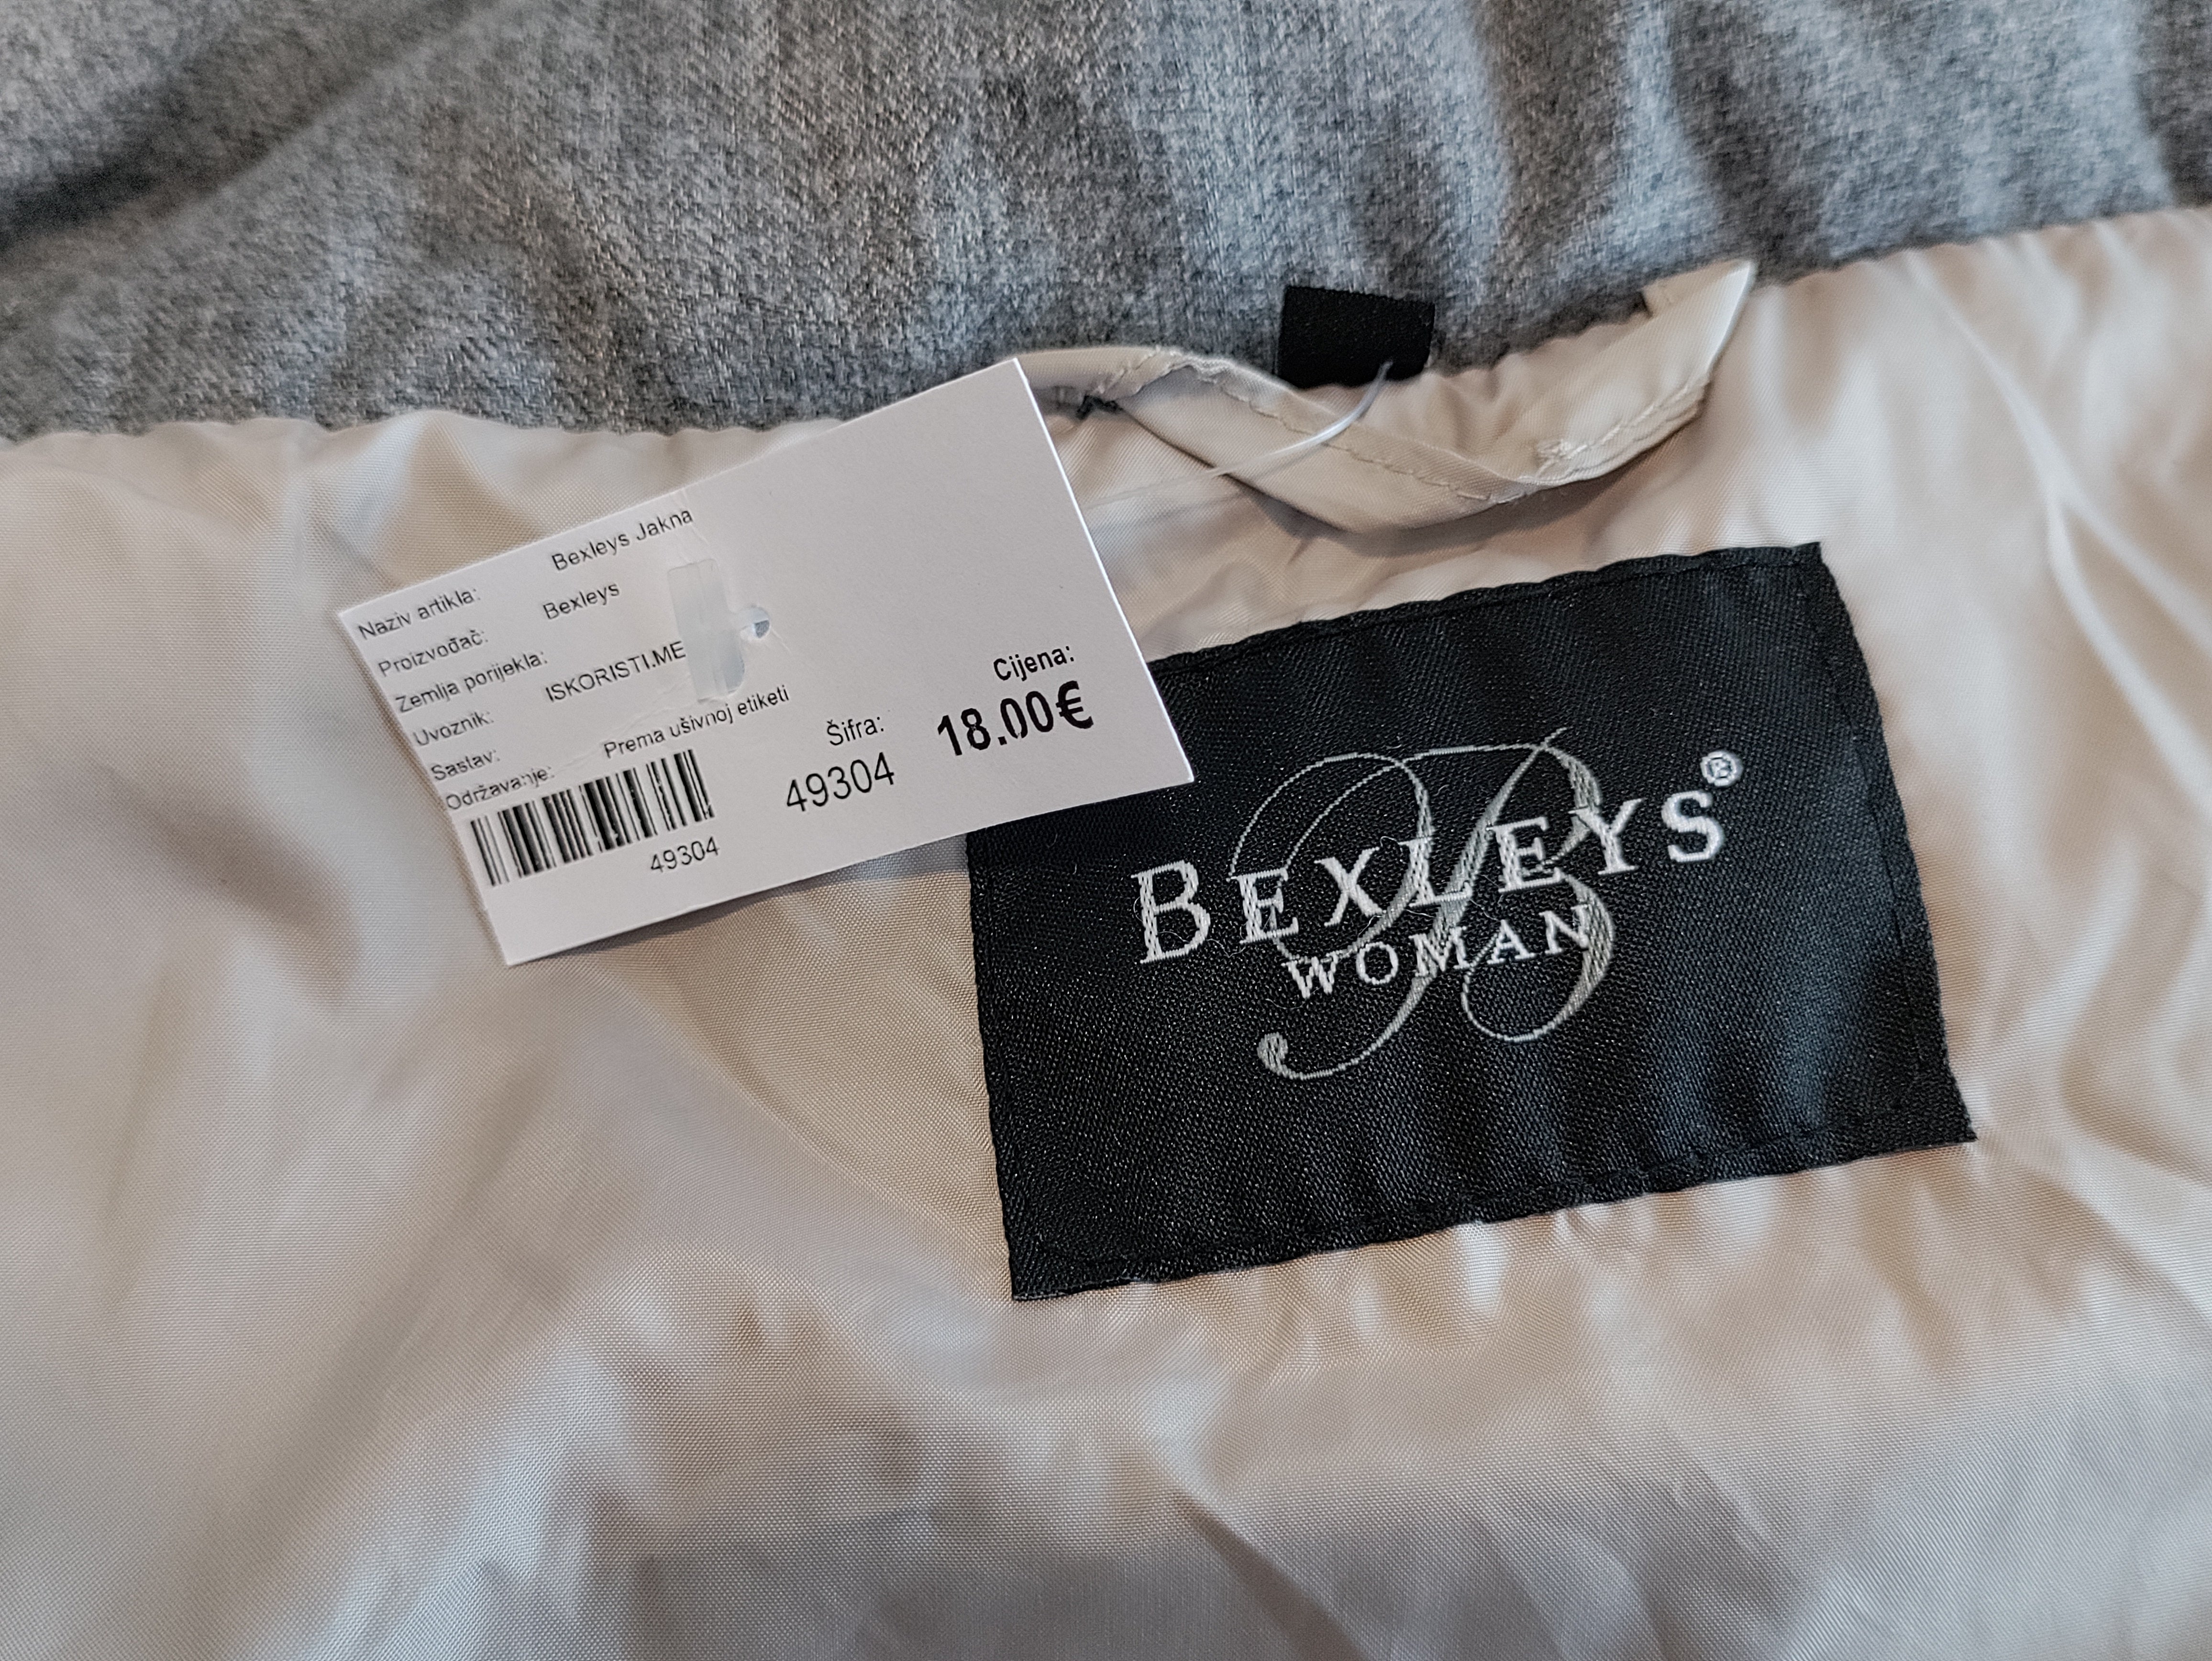 Naziv artikla: Bexleys Jakna
Proizvođač: Bexleys
Zemlja porijekla:
Uvoznik: ISKORISTI.ME
Sastav:
Održavanje: Prema ušivnoj etiketi
49304
Šifra:
49304
Cijena:
18.00€
B
BEXLEYS®
WOMAN